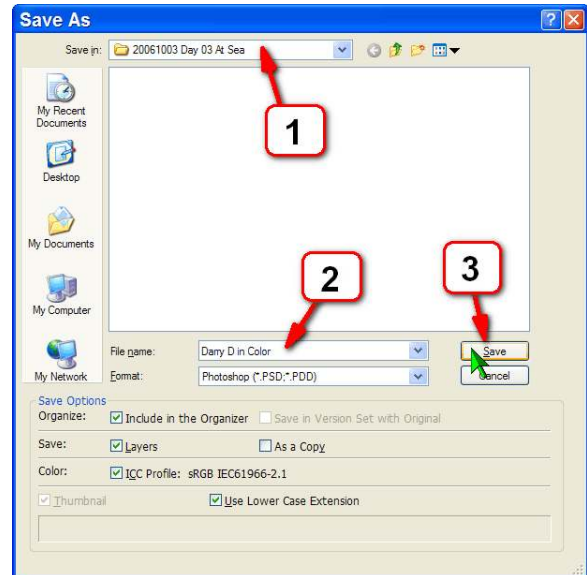 Save As
Save in: 20061003 Day 03 At Sea
1
My Recent
Documents
Desktop
My Documents
My Computer
My Network
2
3
File name: Darry D in Color Save
Format: Photoshop (*.PSD;*.PDD) Cancel
Save Options
Organize: Include in the Organizer Save in Version Set with Original
Save: Layers As a Copy
Color: ICC Profile: sRGB IEC61966-2.1
Thumbnail Use Lower Case Extension